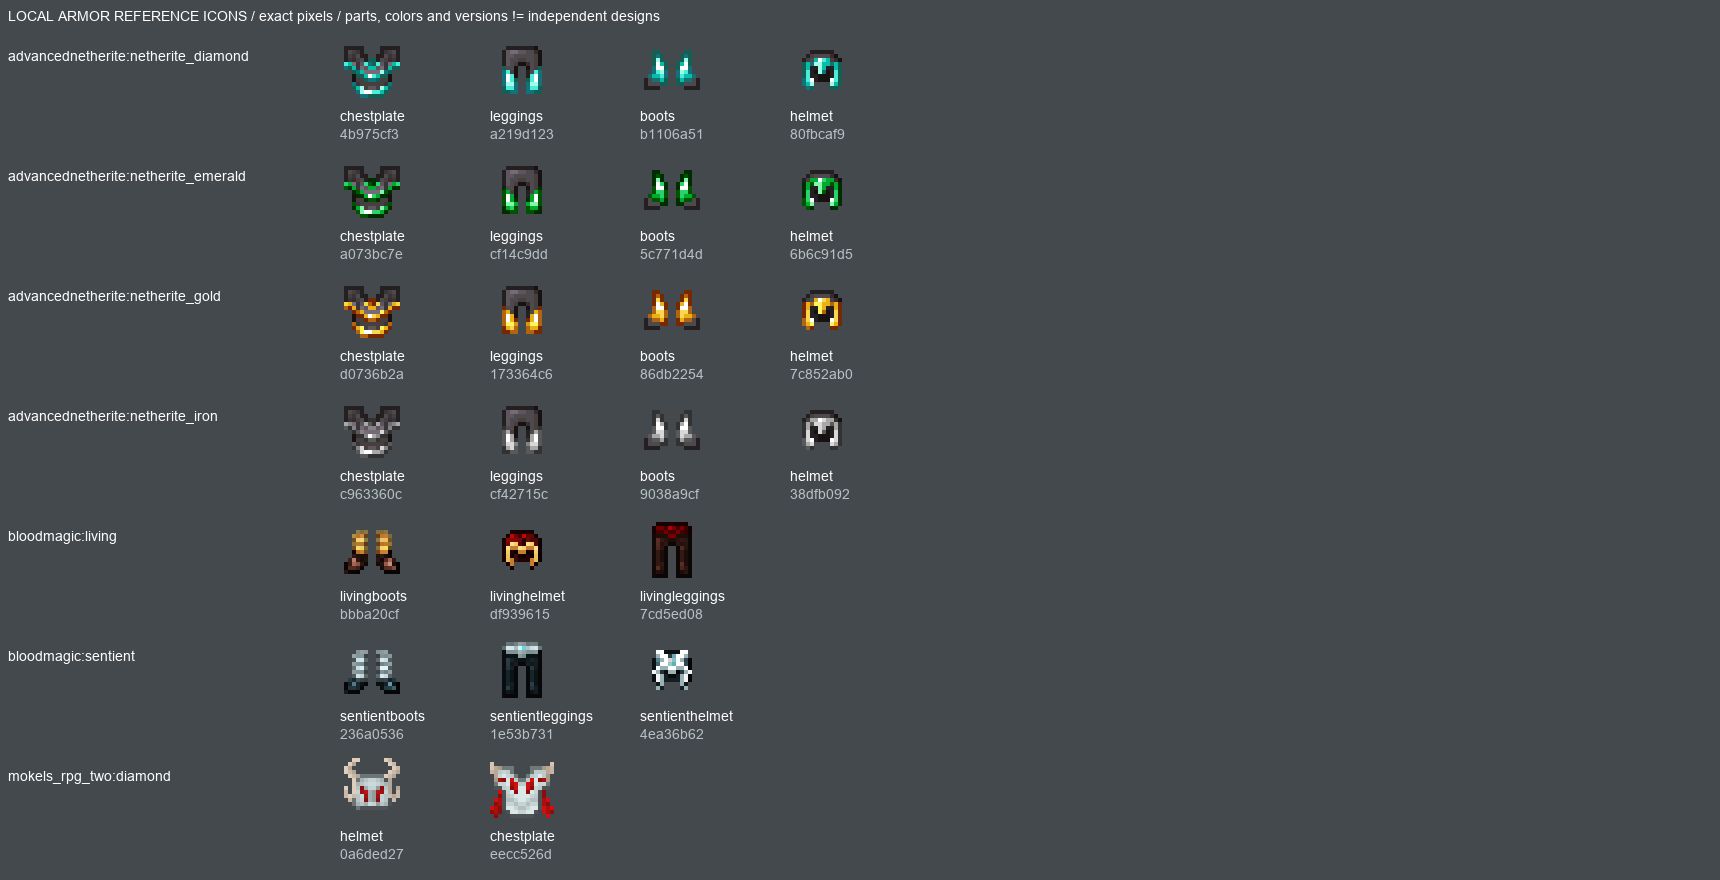 LOCAL ARMOR REFERENCE ICONS / exact pixels / parts, colors and versions != independent designs
advancednetherite:netherite_diamond
chestplate leggings boots helmet
4b975cf3 a219d123 b1106a51 80fbcaf9
advancednetherite:netherite_emerald
chestplate leggings boots helmet
a073bc7e cf14c9dd 5c771d4d 6b6c91d5
advancednetherite:netherite_gold
chestplate leggings boots helmet
d0736b2a 173364c6 86db2254 7c852ab0
advancednetherite:netherite_iron
chestplate leggings boots helmet
c963360c cf42715c 9038a9cf 38dfb092
bloodmagic:living
livingboots livinghelmet livingleggings
bbba20cf df939615 7cd5ed08
bloodmagic:sentient
sentientboots sentientleggings sentienthelmet
236a0536 1e53b731 4ea36b62
mokels_rpg_two:diamond
helmet chestplate
0a6ded27 eecc526d